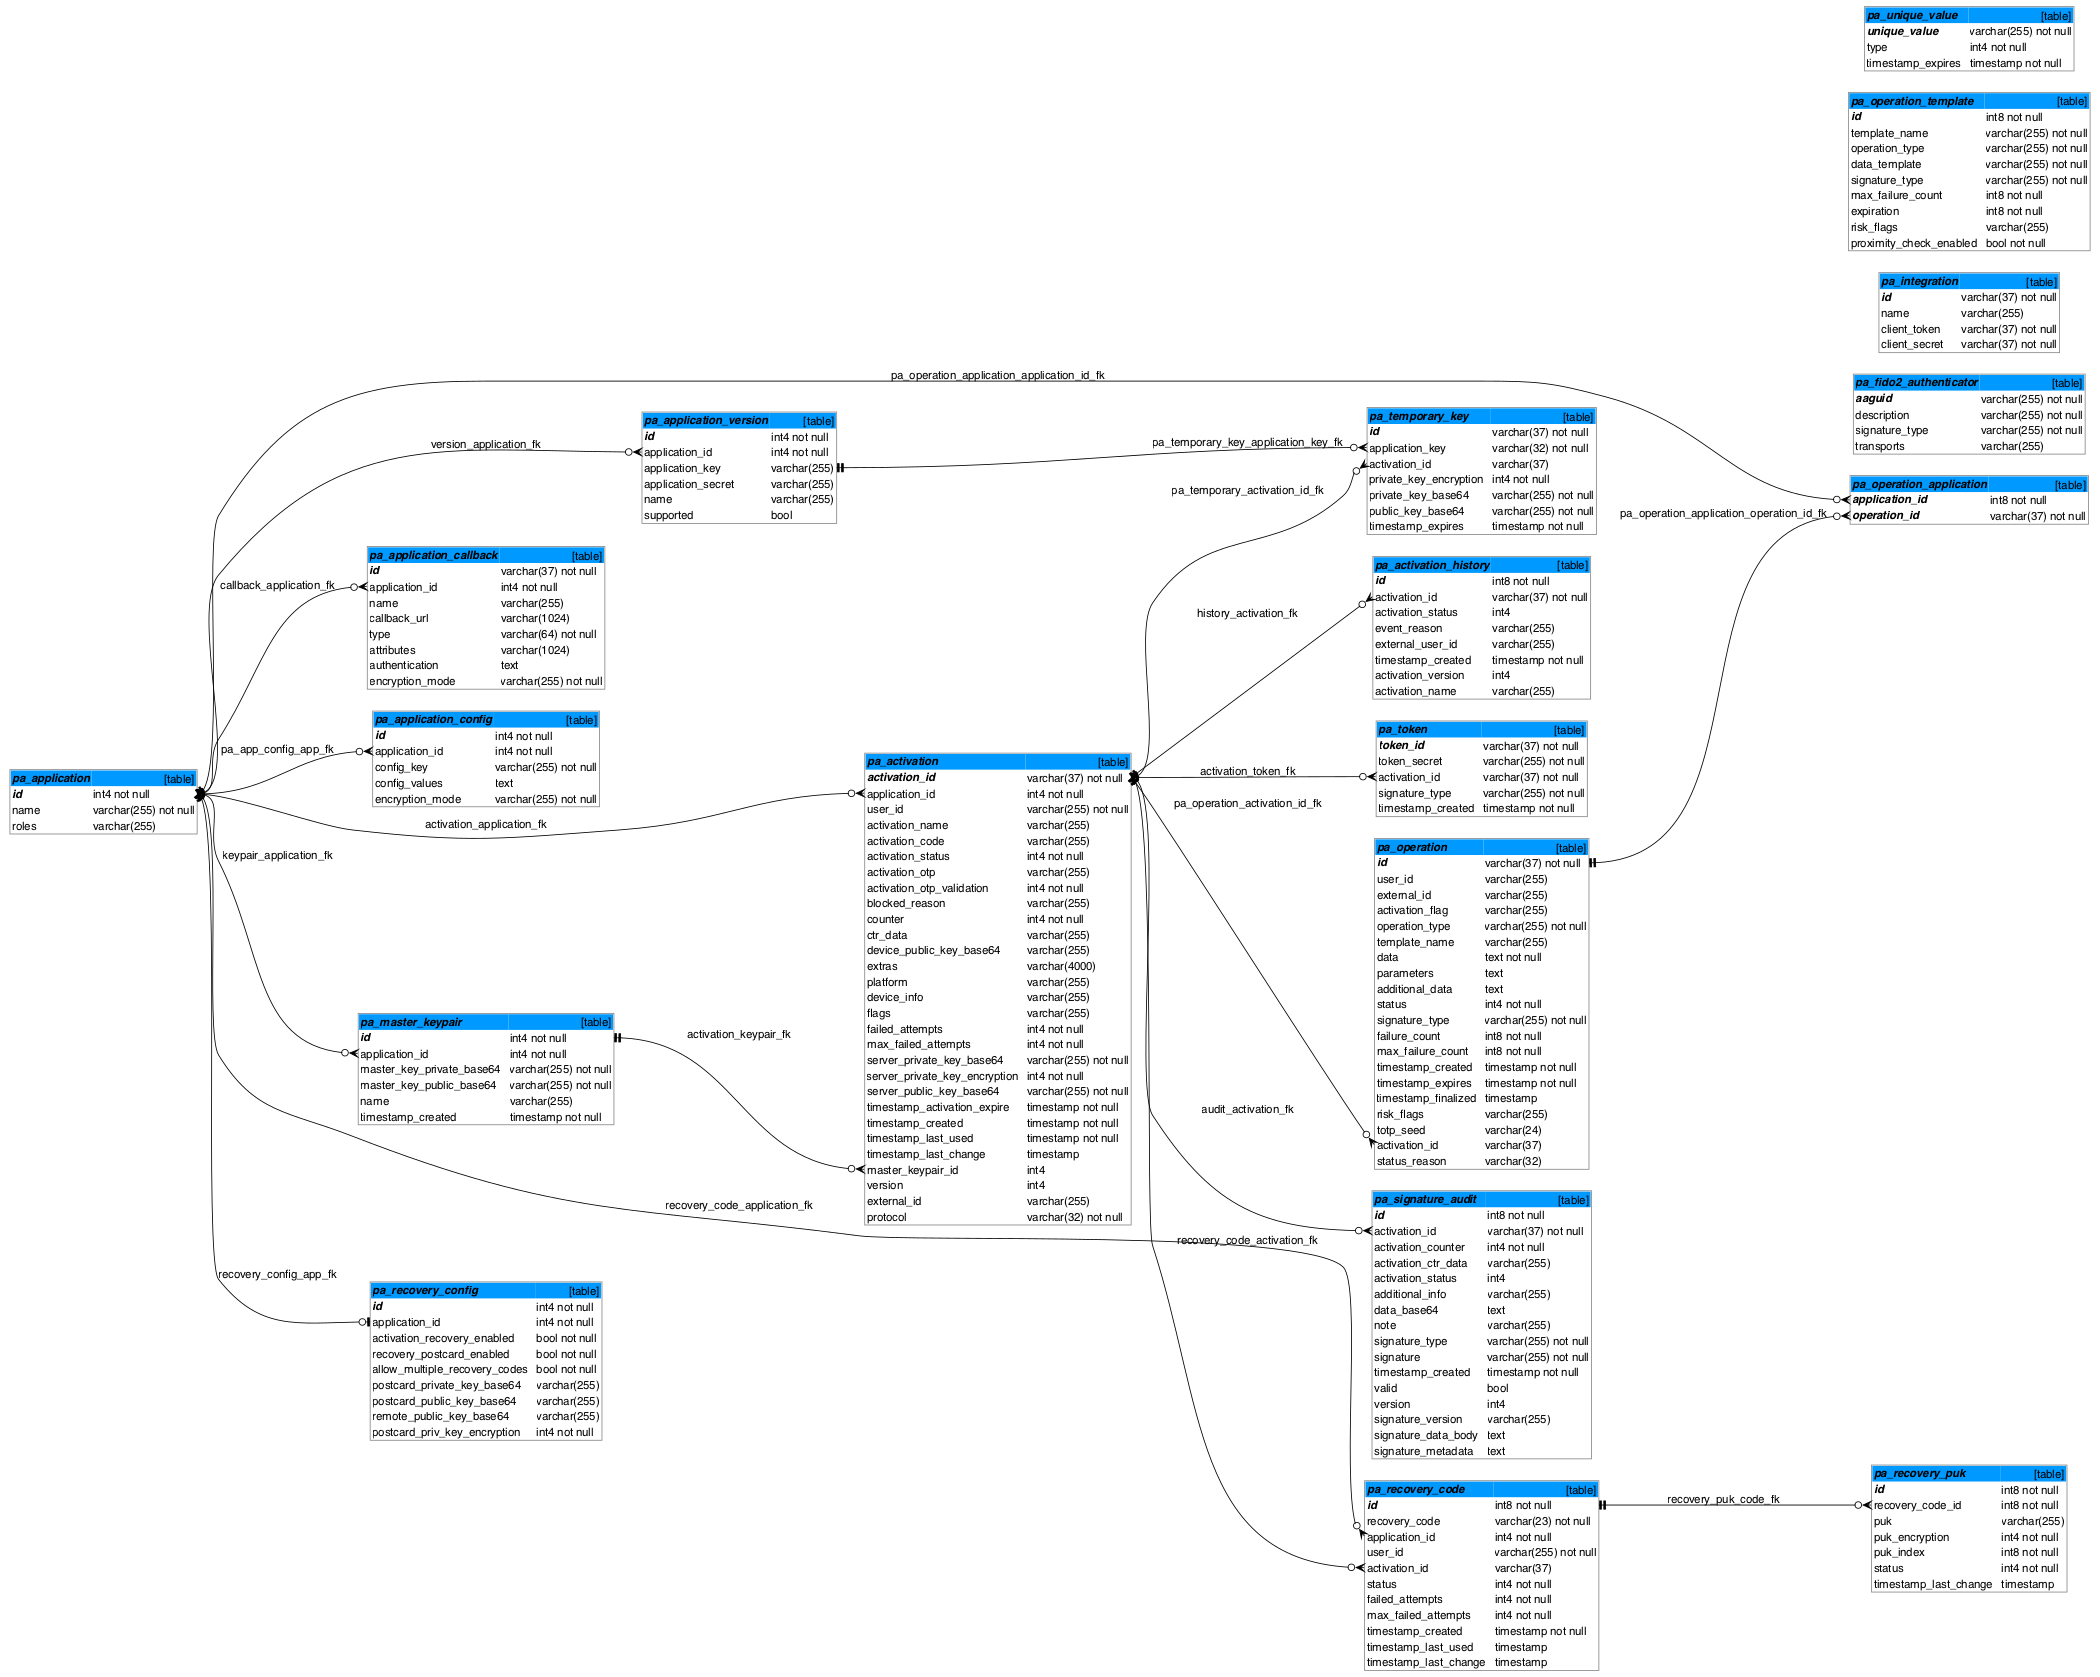 pa_unique_value [table]
unique_value varchar(255) not null
type int4 not null
timestamp_expires timestamp not null
pa_operation_template [table]
id int8 not null
template_name varchar(255) not null
operation_type varchar(255) not null
data_template varchar(255) not null
signature_type varchar(255) not null
max_failure_count int8 not null
expiration int8 not null
risk_flags varchar(255)
proximity_check_enabled bool not null
pa_integration [table]
id varchar(37) not null
name varchar(255)
client_token varchar(37) not null
client_secret varchar(37) not null
pa_fido2_authenticator [table]
aaguid varchar(255) not null
description varchar(255) not null
signature_type varchar(255) not null
transports varchar(255)
pa_operation_application [table]
application_id int8 not null
operation_id varchar(37) not null
pa_operation_application_application_id_fk
pa_operation_application_operation_id_fk
version_application_fk
pa_application_version [table]
id int4 not null
application_id int4 not null
application_key varchar(255)
application_secret varchar(255)
name varchar(255)
supported bool
pa_temporary_key_application_key_fk
pa_temporary_activation_id_fk
pa_temporary_key [table]
id varchar(37) not null
application_key varchar(32) not null
activation_id varchar(37)
private_key_encryption int4 not null
private_key_base64 varchar(255) not null
public_key_base64 varchar(255) not null
timestamp_expires timestamp not null
callback_application_fk
pa_application_callback [table]
id varchar(37) not null
application_id int4 not null
name varchar(255)
callback_url varchar(1024)
type varchar(64) not null
attributes varchar(1024)
authentication text
encryption_mode varchar(255) not null
history_activation_fk
pa_activation_history [table]
id int8 not null
activation_id varchar(37) not null
activation_status int4
event_reason varchar(255)
external_user_id varchar(255)
timestamp_created timestamp not null
activation_version int4
activation_name varchar(255)
pa_app_config_app_fk
pa_application_config [table]
id int4 not null
application_id int4 not null
config_key varchar(255) not null
config_values text
encryption_mode varchar(255) not null
pa_application [table]
id int4 not null
name varchar(255) not null
roles varchar(255)
activation_application_fk
keypair_application_fk
pa_activation [table]
activation_id varchar(37) not null
application_id int4 not null
user_id varchar(255) not null
activation_name varchar(255)
activation_code varchar(255)
activation_status int4 not null
activation_otp varchar(255)
activation_otp_validation int4 not null
blocked_reason varchar(255)
counter int4 not null
ctr_data varchar(255)
device_public_key_base64 varchar(255)
extras varchar(4000)
platform varchar(255)
device_info varchar(255)
flags varchar(255)
failed_attempts int4 not null
max_failed_attempts int4 not null
server_private_key_base64 varchar(255) not null
server_private_key_encryption int4 not null
server_public_key_base64 varchar(255) not null
timestamp_activation_expire timestamp not null
timestamp_created timestamp not null
timestamp_last_used timestamp not null
timestamp_last_change timestamp
master_keypair_id int4
version int4
external_id varchar(255)
protocol varchar(32) not null
activation_token_fk
pa_operation_activation_id_fk
pa_token [table]
token_id varchar(37) not null
token_secret varchar(255) not null
activation_id varchar(37) not null
signature_type varchar(255) not null
timestamp_created timestamp not null
pa_operation [table]
id varchar(37) not null
user_id varchar(255)
external_id varchar(255)
activation_flag varchar(255)
operation_type varchar(255) not null
template_name varchar(255)
data text not null
parameters text
additional_data text
status int4 not null
signature_type varchar(255) not null
failure_count int8 not null
max_failure_count int8 not null
timestamp_created timestamp not null
timestamp_expires timestamp not null
timestamp_finalized timestamp
risk_flags varchar(255)
totp_seed varchar(24)
activation_id varchar(37)
status_reason varchar(32)
pa_master_keypair [table]
id int4 not null
application_id int4 not null
master_key_private_base64 varchar(255) not null
master_key_public_base64 varchar(255) not null
name varchar(255)
timestamp_created timestamp not null
activation_keypair_fk
audit_activation_fk
recovery_code_application_fk
recovery_code_activation_fk
pa_signature_audit [table]
id int8 not null
activation_id varchar(37) not null
activation_counter int4 not null
activation_ctr_data varchar(255)
activation_status int4
additional_info varchar(255)
data_base64 text
note varchar(255)
signature_type varchar(255) not null
signature varchar(255) not null
timestamp_created timestamp not null
valid bool
version int4
signature_version varchar(255)
signature_data_body text
signature_metadata text
recovery_config_app_fk
pa_recovery_config [table]
id int4 not null
application_id int4 not null
activation_recovery_enabled bool not null
recovery_postcard_enabled bool not null
allow_multiple_recovery_codes bool not null
postcard_private_key_base64 varchar(255)
postcard_public_key_base64 varchar(255)
remote_public_key_base64 varchar(255)
postcard_priv_key_encryption int4 not null
pa_recovery_code [table]
id int8 not null
recovery_code varchar(23) not null
application_id int4 not null
user_id varchar(255) not null
activation_id varchar(37)
status int4 not null
failed_attempts int4 not null
max_failed_attempts int4 not null
timestamp_created timestamp not null
timestamp_last_used timestamp
timestamp_last_change timestamp
recovery_puk_code_fk
pa_recovery_puk [table]
id int8 not null
recovery_code_id int8 not null
puk varchar(255)
puk_encryption int4 not null
puk_index int8 not null
status int4 not null
timestamp_last_change timestamp